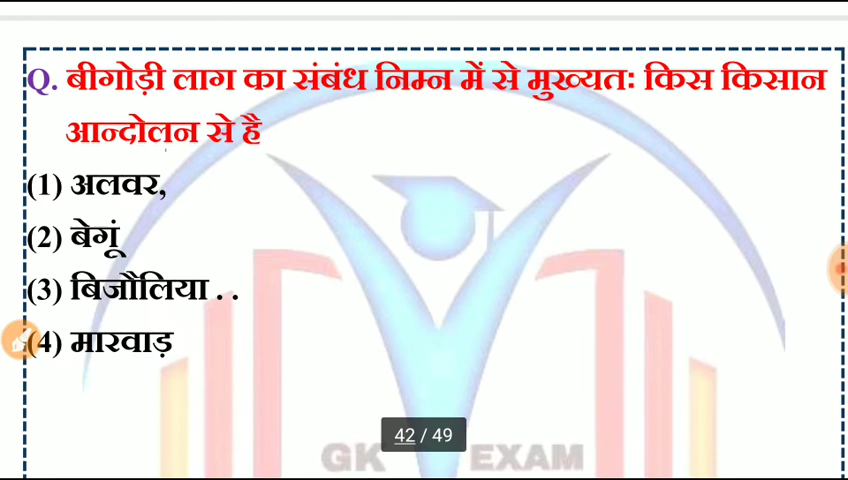 Q. बीगोड़ी लाग का संबंध निम्न में से मुख्यतः किस किसान
आन्दोलन से है
(1) अलवर,
(2) बेगूं
(3) बिजौलिया . .
(4) मारवाड़
42 / 49
GK EXAM